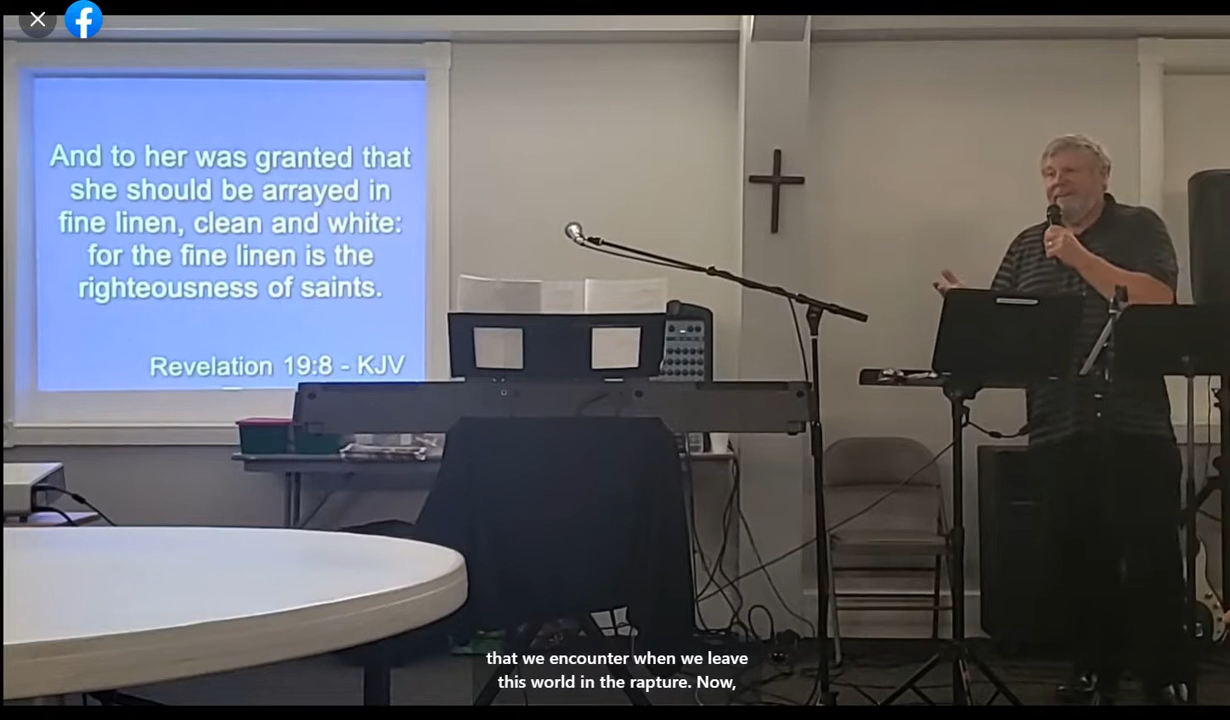 And to her was granted that
she should be arrayed in
fine linen, clean and white:
for the fine linen is the
righteousness of saints.
Revelation 19:8 - KJV
that we encounter when we leave
this world in the rapture. Now,